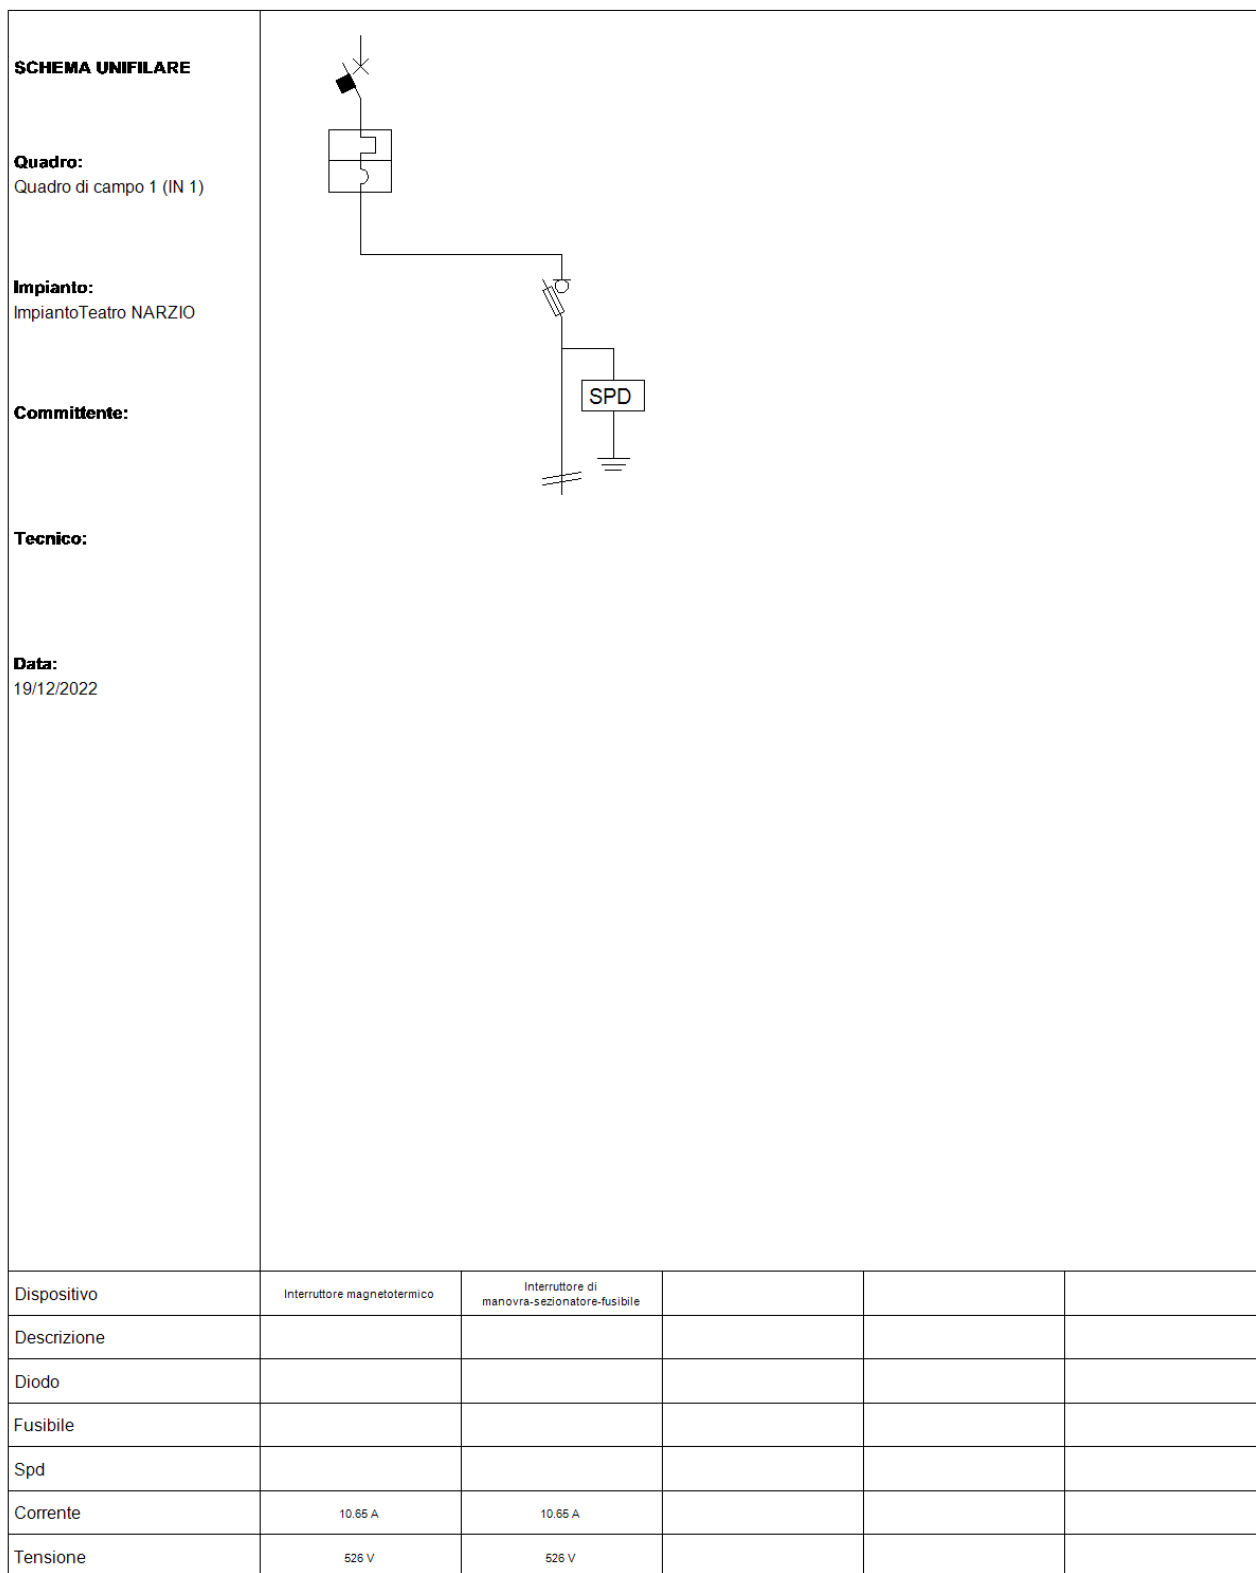 SCHEMA UNIFILARE
Quadro:
Quadro di campo 1 (IN 1)
Impianto:
ImpiantoTeatro NARZIO
Committente:
Tecnico:
Data:
19/12/2022
SPD
Dispositivo
Interruttore magnetotermico
Interruttore di
manovra-sezionatore-fusibile
Descrizione
Diodo
Fusibile
Spd
Corrente
10.65 A
10.65 A
Tensione
526 V
526 V